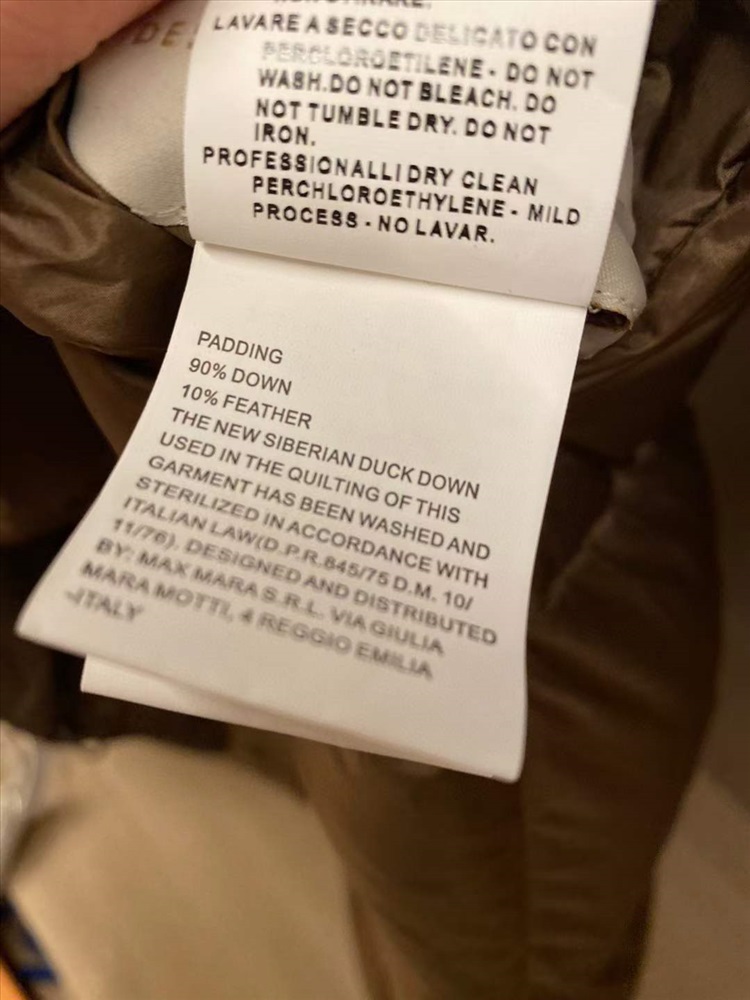 DE.
LAVARE A SECCO DELICATO CON
PERCLOROETILENE - DO NOT
WASH.DO NOT BLEACH. DO
NOT TUMBLE DRY. DO NOT
IRON.
PROFESSIONALLI DRY CLEAN
PERCHLOROETHYLENE - MILD
PROCESS - NO LAVAR.
PADDING
90% DOWN
10% FEATHER
THE NEW SIBERIAN DUCK DOWN
USED IN THE QUILTING OF THIS
GARMENT HAS BEEN WASHED AND
STERILIZED IN ACCORDANCE WITH
ITALIAN LAW(D.P.R.845/75 D.M. 10/
11/76). DESIGNED AND DISTRIBUTED
BY: MAX MARA S.R.L. VIA GIULIA
MARA MOTTI, 4 REGGIO EMILIA
-ITALY